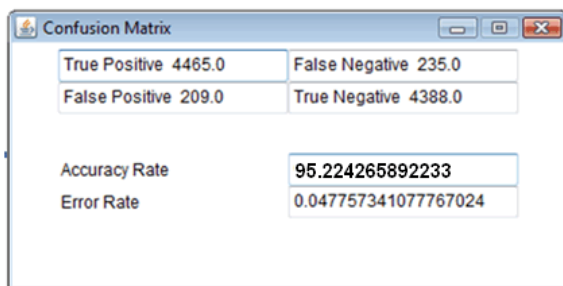 Confusion Matrix
True Positive 4465.0 False Negative 235.0
False Positive 209.0 True Negative 4388.0
Accuracy Rate 95.224265892233
Error Rate 0.047757341077767024